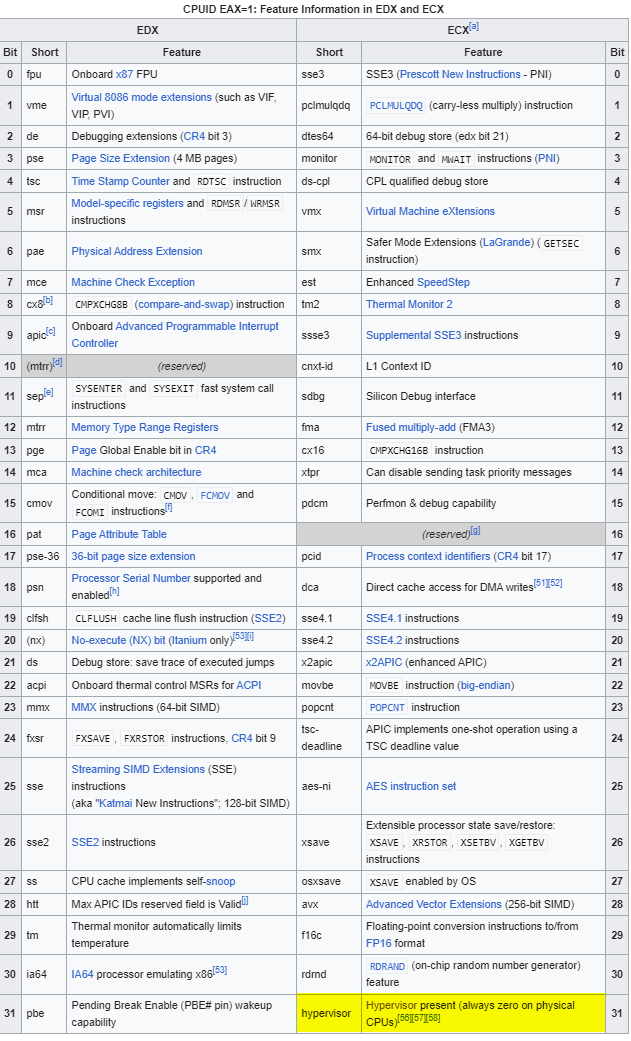 CPUID EAX=1: Feature Information in EDX and ECX
EDX ECX[a]
Bit Short Feature Short Feature Bit
0 fpu Onboard x87 FPU sse3 SSE3 (Prescott New Instructions - PNI) 0
1 vme Virtual 8086 mode extensions (such as VIF,
VIP, PVI) pclmulqdq PCLMULQDQ (carry-less multiply) instruction 1
2 de Debugging extensions (CR4 bit 3) dtes64 64-bit debug store (edx bit 21) 2
3 pse Page Size Extension (4 MB pages) monitor MONITOR and MWAIT instructions (PNI) 3
4 tsc Time Stamp Counter and RDTSC instruction ds-cpl CPL qualified debug store 4
5 msr Model-specific registers and RDMSR / WRMSR
instructions vmx Virtual Machine eXtensions 5
6 pae Physical Address Extension smx Safer Mode Extensions (LaGrande) ( GETSEC
instruction) 6
7 mce Machine Check Exception est Enhanced SpeedStep 7
8 cx8[b] CMPXCHG8B (compare-and-swap) instruction tm2 Thermal Monitor 2 8
9 apic[c] Onboard Advanced Programmable Interrupt
Controller ssse3 Supplemental SSE3 instructions 9
10 (mtrr)[d] (reserved) cnxt-id L1 Context ID 10
11 sep[e] SYSENTER and SYSEXIT fast system call
instructions sdbg Silicon Debug interface 11
12 mtrr Memory Type Range Registers fma Fused multiply-add (FMA3) 12
13 pge Page Global Enable bit in CR4 cx16 CMPXCHG16B instruction 13
14 mca Machine check architecture xtpr Can disable sending task priority messages 14
15 cmov Conditional move: CMOV , FCMOV and
FCOMI instructions[f] pdcm Perfmon & debug capability 15
16 pat Page Attribute Table (reserved)[g] 16
17 pse-36 36-bit page size extension pcid Process context identifiers (CR4 bit 17) 17
18 psn Processor Serial Number supported and
enabled[h] dca Direct cache access for DMA writes[51][52] 18
19 clfsh CLFLUSH cache line flush instruction (SSE2) sse4.1 SSE4.1 instructions 19
20 (nx) No-execute (NX) bit (Itanium only)[53][i] sse4.2 SSE4.2 instructions 20
21 ds Debug store: save trace of executed jumps x2apic x2APIC (enhanced APIC) 21
22 acpi Onboard thermal control MSRs for ACPI movbe MOVBE instruction (big-endian) 22
23 mmx MMX instructions (64-bit SIMD) popcnt POPCNT instruction 23
24 fxsr FXSAVE , FXRSTOR instructions, CR4 bit 9 tsc-
deadline APIC implements one-shot operation using a
TSC deadline value 24
25 sse Streaming SIMD Extensions (SSE)
instructions
(aka "Katmai New Instructions"; 128-bit SIMD) aes-ni AES instruction set 25
26 sse2 SSE2 instructions xsave Extensible processor state save/restore:
XSAVE , XRSTOR , XSETBV , XGETBV
instructions 26
27 ss CPU cache implements self-snoop osxsave XSAVE enabled by OS 27
28 htt Max APIC IDs reserved field is Valid[j] avx Advanced Vector Extensions (256-bit SIMD) 28
29 tm Thermal monitor automatically limits
temperature f16c Floating-point conversion instructions to/from
FP16 format 29
30 ia64 IA64 processor emulating x86[53] rdrnd RDRAND (on-chip random number generator)
feature 30
31 pbe Pending Break Enable (PBE# pin) wakeup
capability hypervisor Hypervisor present (always zero on physical
CPUs)[56][57][58] 31